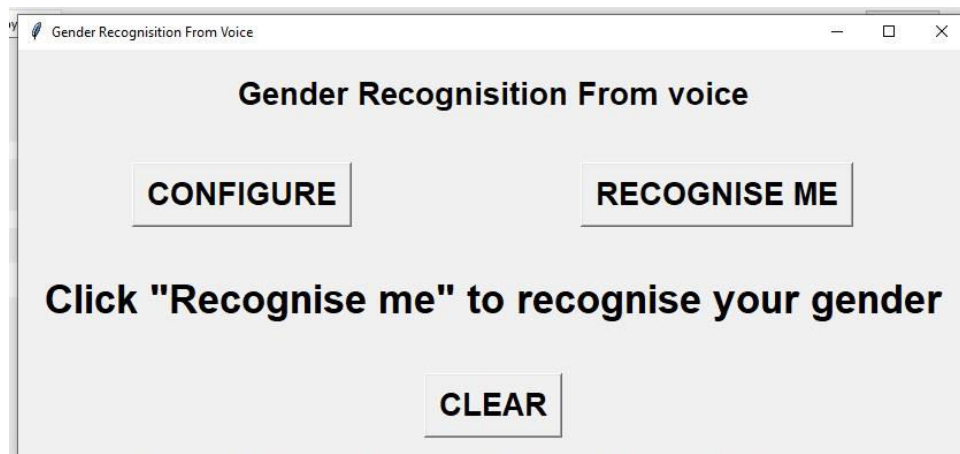 Gender Recognisition From Voice
Gender Recognisition From voice
CONFIGURE
RECOGNISE ME
Click "Recognise me" to recognise your gender
CLEAR